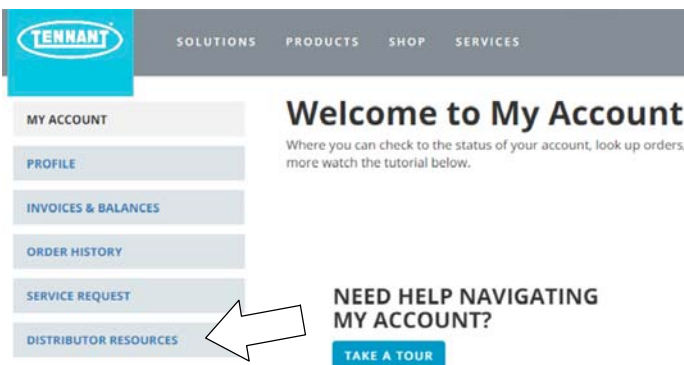 TENNANT
SOLUTIONS PRODUCTS SHOP SERVICES
MY ACCOUNT
PROFILE
INVOICES & BALANCES
ORDER HISTORY
SERVICE REQUEST
DISTRIBUTOR RESOURCES
Welcome to My Account
Where you can check to the status of your account, look up orders,
more watch the tutorial below.
NEED HELP NAVIGATING
MY ACCOUNT?
TAKE A TOUR